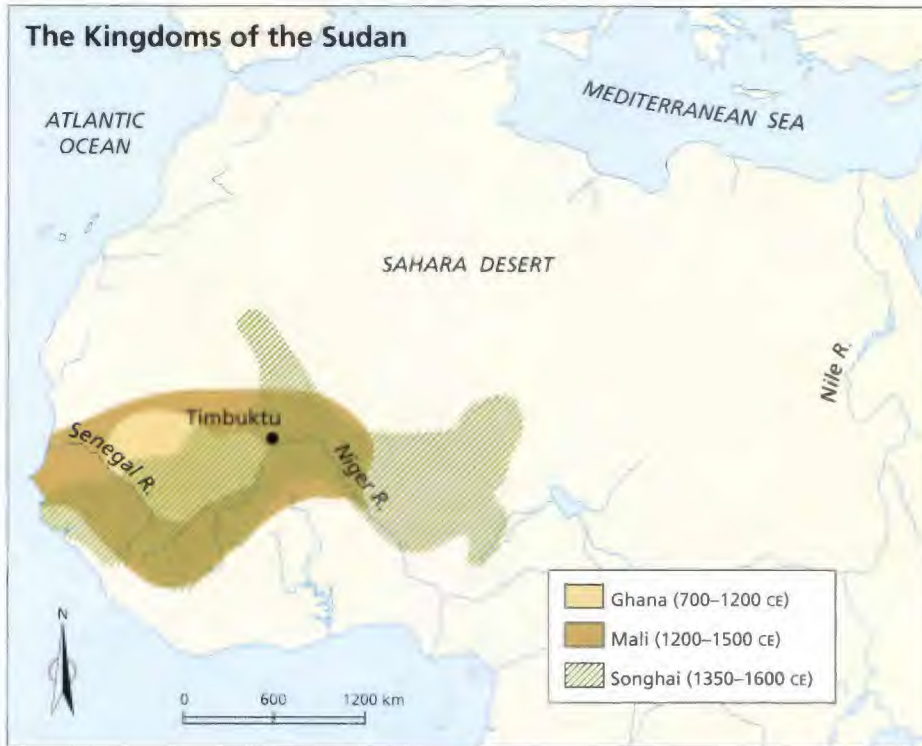 The Kingdoms of the Sudan
ATLANTIC
OCEAN
MEDITERRANEAN SEA
SAHARA DESERT
Nile R.
Timbuktu
Senegal R.
Niger R.
N
0 600 1200 km
Ghana (700–1200 CE)
Mali (1200–1500 CE)
Songhai (1350–1600 CE)